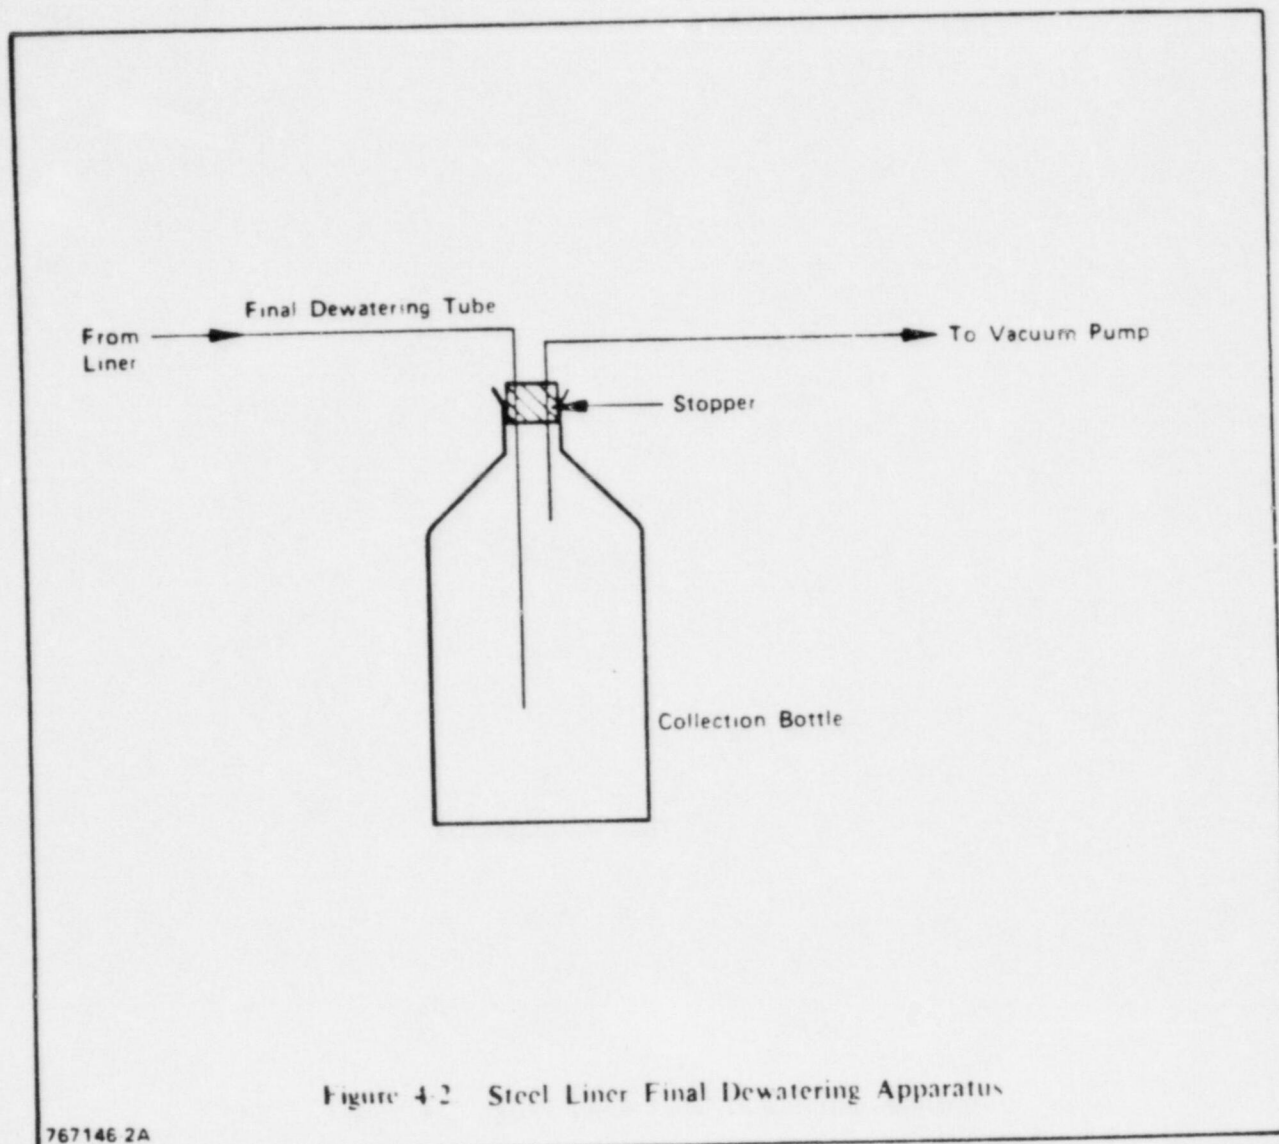 Final Dewatering Tube
From
Liner
To Vacuum Pump
Stopper
Collection Bottle
Figure 4-2 Steel Liner Final Dewatering Apparatus
767146-2A